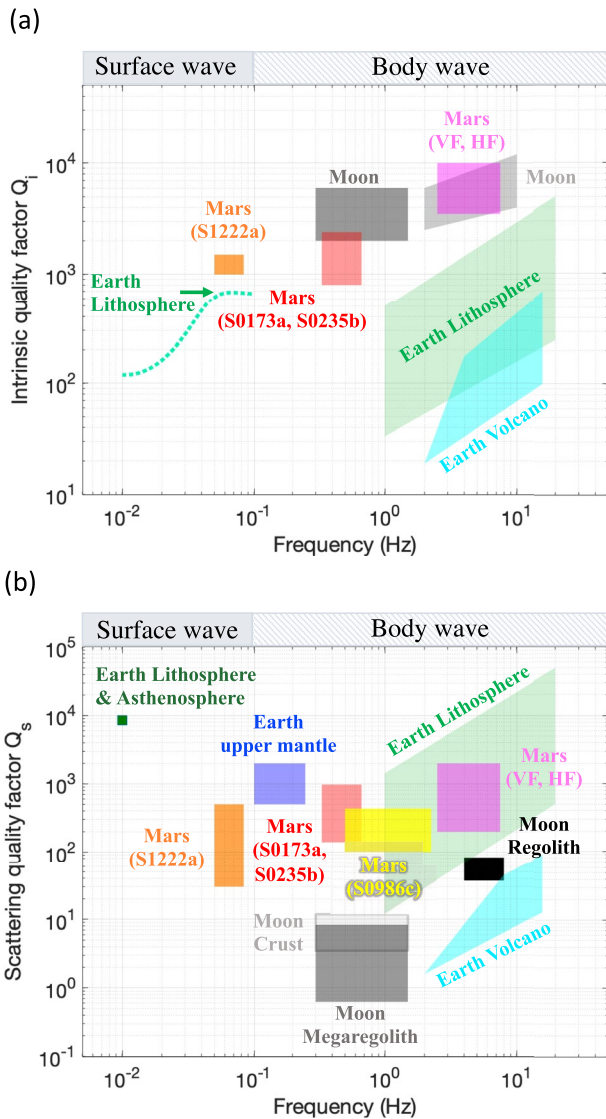 (a)
Surface wave
Body wave
Mars
(VF, HF)
Moon
Moon
Mars
(S1222a)
Earth
Lithosphere
Mars
(S0173a, S0235b)
Earth Lithosphere
Earth Volcano
Intrinsic quality factor Qi
10^4
10^3
10^2
10^1
10^-2
10^-1
10^0
10^1
Frequency (Hz)
(b)
Surface wave
Body wave
Earth Lithosphere
& Asthenosphere
Earth Lithosphere
Earth
upper mantle
Mars
(VF, HF)
Mars
(S1222a)
Mars
(S0173a,
S0235b)
Mars
(S0986c)
Moon
Regolith
Moon
Crust
Earth Volcano
Moon
Megaregolith
Scattering quality factor Qs
10^5
10^4
10^3
10^2
10^1
10^0
10^-1
10^-2
10^-1
10^0
10^1
Frequency (Hz)